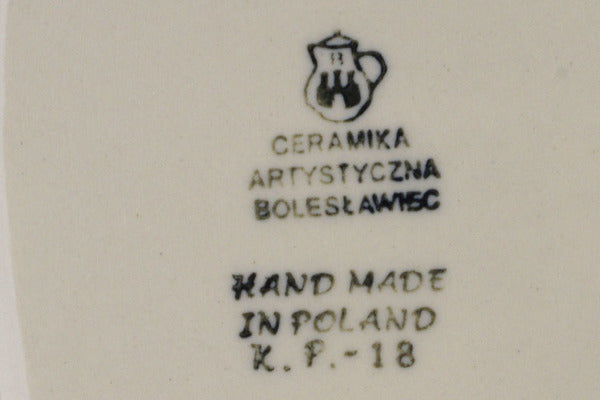 B
CERAMIKA
ARTYSTYCZNA
BOLESŁAWIEC
HAND MADE
IN POLAND
K. P. - 18